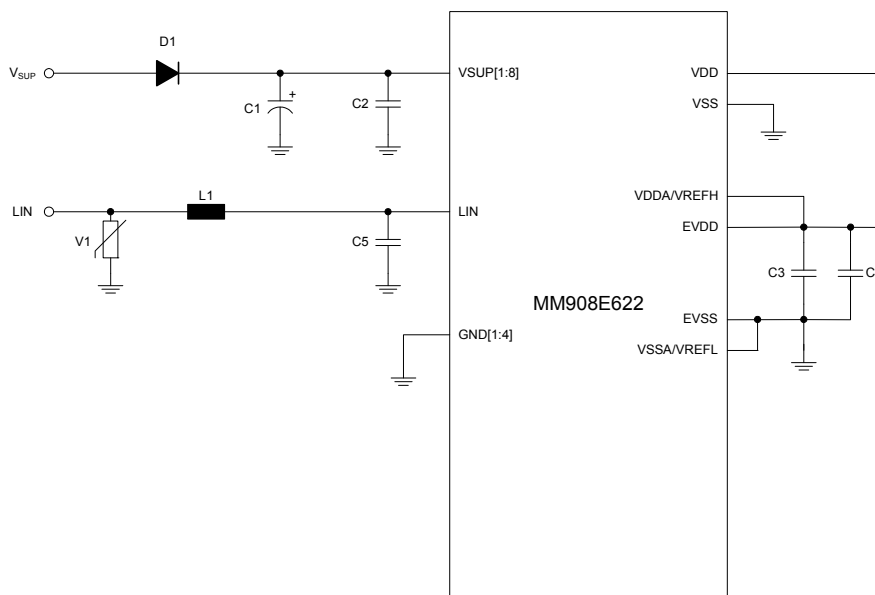 D1
VSUP
VSUP[1:8]
VDD
+
C1
C2
VSS
L1
VDDA/VREFH
LIN
LIN
EVDD
V1
C5
C3
MM908E622
EVSS
GND[1:4]
VSSA/VREFL